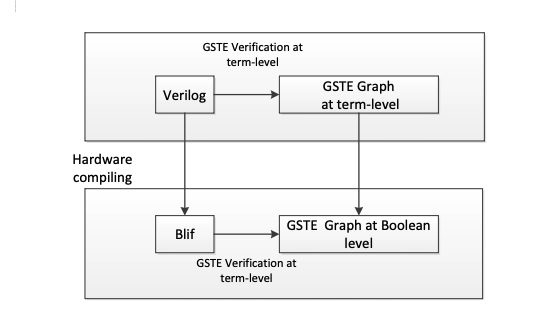 GSTE Verification at
term-level
Verilog
GSTE Graph
at term-level
Hardware
compiling
Blif
GSTE Graph at Boolean
level
GSTE Verification at
term-level